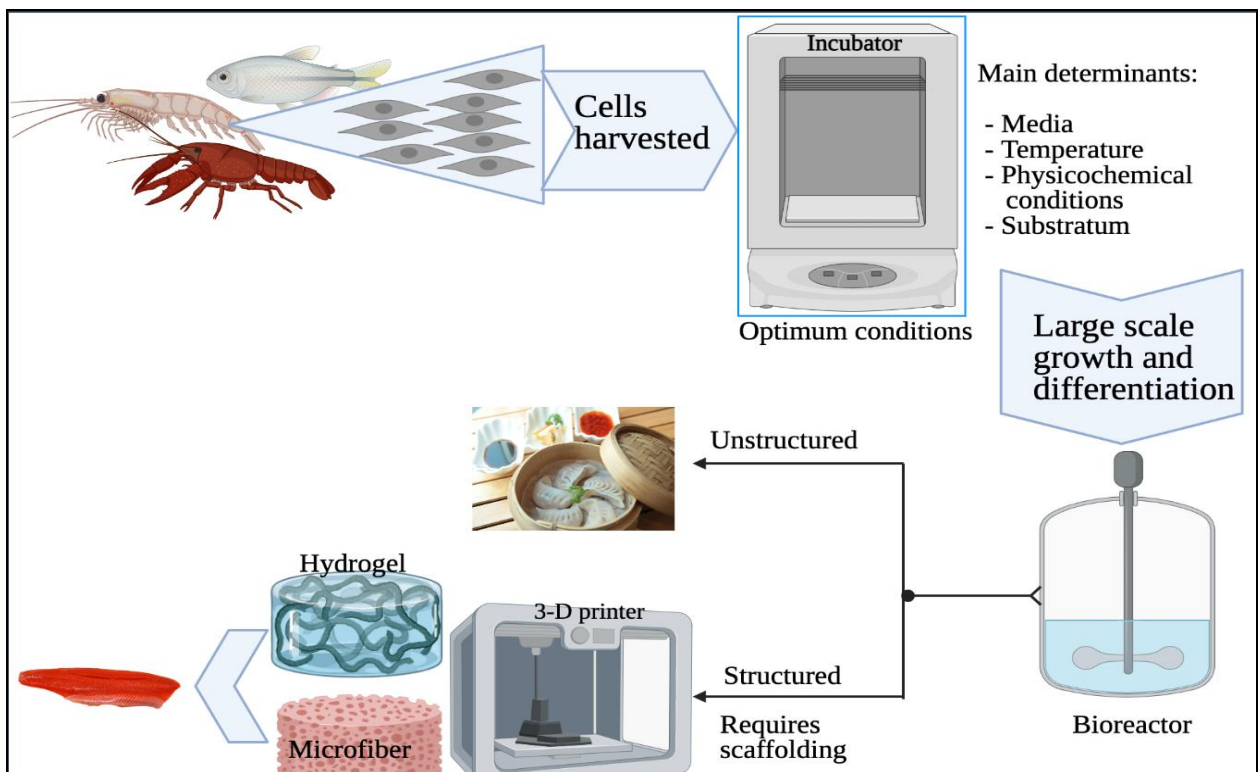 Incubator
Cells
harvested
Main determinants:
- Media
- Temperature
- Physicochemical
conditions
- Substratum
Optimum conditions
Large scale
growth and
differentiation
Unstructured
Hydrogel
3-D printer
Structured
Requires
scaffolding
Microfiber
Bioreactor